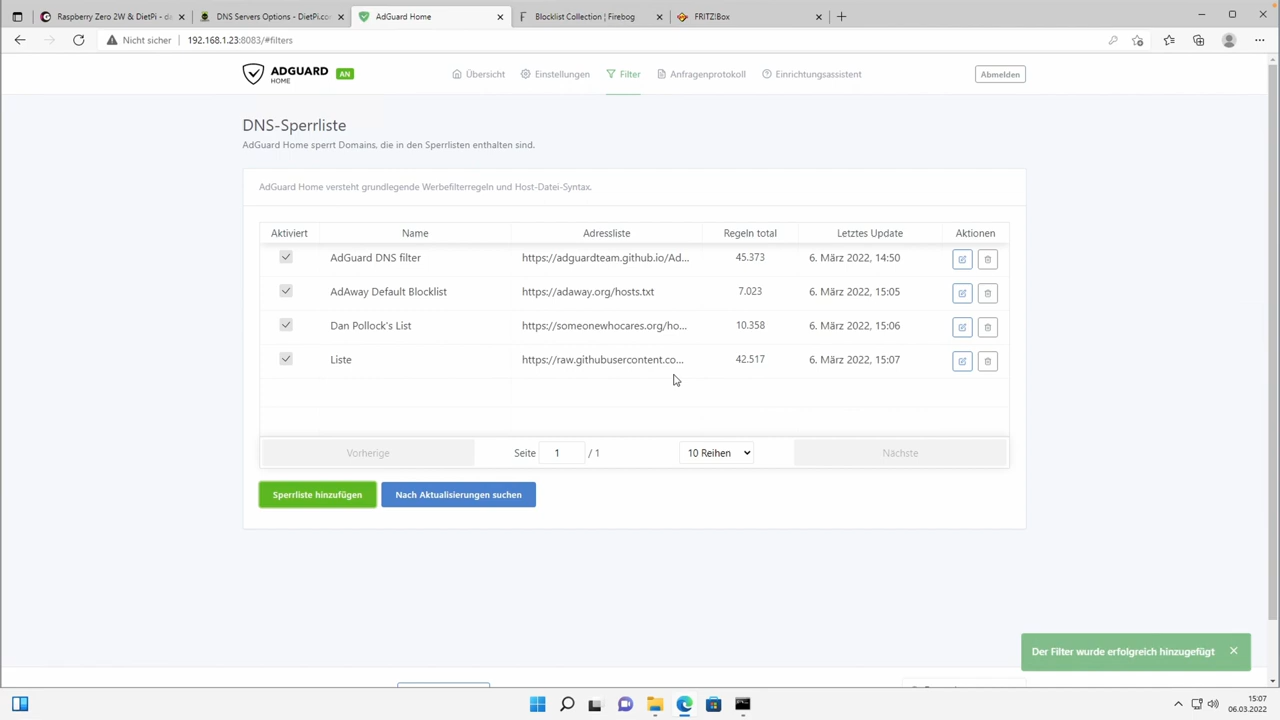 Raspberry Zero 2W & DietPi - da
DNS Servers Options - DietPi.co
AdGuard Home
Blocklist Collection | Firebog
FRITZ!Box
Nicht sicher
192.168.1.23:8083/#filters
ADGUARD
HOME
AN
Übersicht
Einstellungen
Filter
Anfragenprotokoll
Einrichtungsassistent
Abmelden
DNS-Sperrliste
AdGuard Home sperrt Domains, die in den Sperrlisten enthalten sind.
AdGuard Home versteht grundlegende Werbefilterregeln und Host-Datei-Syntax.
Aktiviert Name Adressliste Regeln total Letztes Update Aktionen
AdGuard DNS filter https://adguardteam.github.io/Ad... 45.373 6. März 2022, 14:50
AdAway Default Blocklist https://adaway.org/hosts.txt 7.023 6. März 2022, 15:05
Dan Pollock's List https://someonewhocares.org/ho... 10.358 6. März 2022, 15:06
Liste https://raw.githubusercontent.co... 42.517 6. März 2022, 15:07
Vorherige Seite 1 / 1 10 Reihen Nächste
Sperrliste hinzufügen
Nach Aktualisierungen suchen
Der Filter wurde erfolgreich hinzugefügt
15:07
06.03.2022